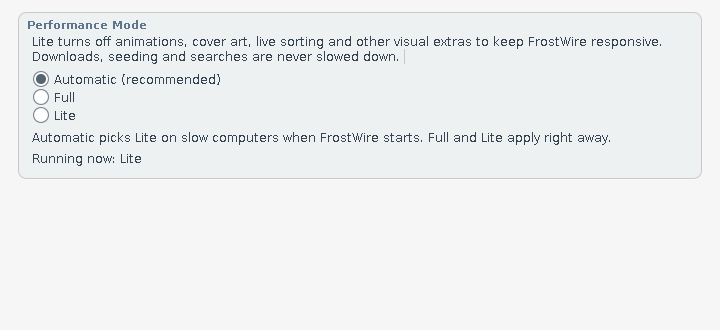 Performance Mode
Lite turns off animations, cover art, live sorting and other visual extras to keep FrostWire responsive.
Downloads, seeding and searches are never slowed down.
Automatic (recommended)
Full
Lite
Automatic picks Lite on slow computers when FrostWire starts. Full and Lite apply right away.
Running now: Lite